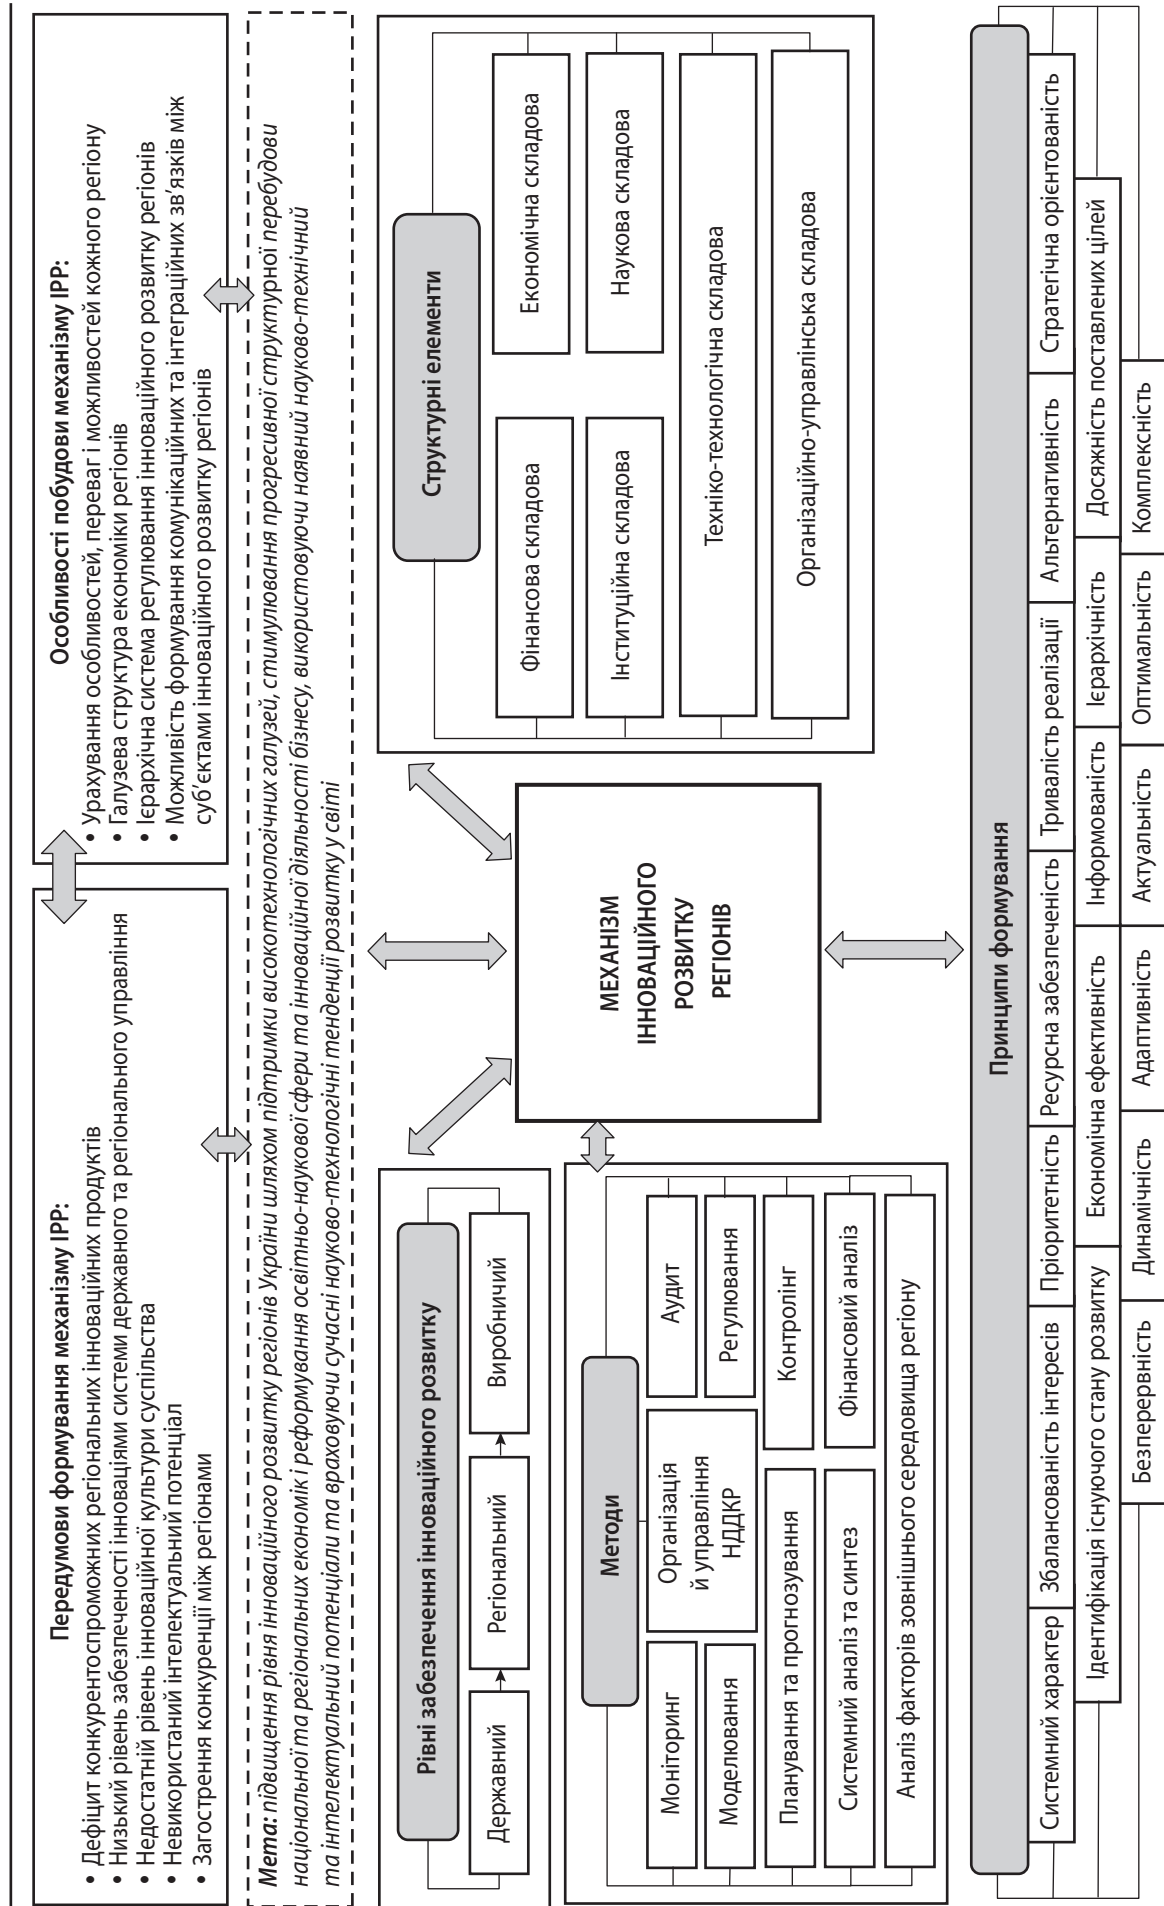 Передумови формування механізму ІРР:
• Дефіцит конкурентоспроможних регіональних інноваційних продуктів
• Низький рівень забезпеченості інноваціями системи державного та регіонального управління
• Недостатній рівень інноваційної культури суспільства
• Невикористаний інтелектуальний потенціал
• Загострення конкуренції між регіонами
Особливості побудови механізму ІРР:
• Урахування особливостей, переваг і можливостей кожного регіону
• Галузева структура економіки регіонів
• Ієрархічна система регулювання інноваційного розвитку регіонів
• Можливість формування комунікаційних та інтеграційних зв'язків між
суб'єктами інноваційного розвитку регіонів
Мета: підвищення рівня інноваційного розвитку регіонів України шляхом підтримки високотехнологічних галузей, стимулювання прогресивної структурної перебудови
національної та регіональних економік і реформування освітньо-наукової сфери та інноваційної діяльності бізнесу, використовуючи наявний науково-технічний
та інтелектуальний потенціали та враховуючи сучасні науково-технологічні тенденції розвитку у світі
Рівні забезпечення інноваційного розвитку
Державний
Регіональний
Виробничий
Методи
Моніторинг
Організація
й управління
НДДКР
Аудит
Моделювання
Регулювання
Планування та прогнозування
Контролінг
Системний аналіз та синтез
Фінансовий аналіз
Аналіз факторів зовнішнього середовища регіону
МЕХАНІЗМ
ІННОВАЦІЙНОГО
РОЗВИТКУ
РЕГІОНІВ
Структурні елементи
Фінансова складова
Економічна складова
Інституційна складова
Наукова складова
Техніко-технологічна складова
Організаційно-управлінська складова
Принципи формування
Системний характер
Збалансованість інтересів
Пріоритетність
Ресурсна забезпеченість
Тривалість реалізації
Альтернативність
Стратегічна орієнтованість
Ідентифікація існуючого стану розвитку
Економічна ефективність
Інформованість
Ієрархічність
Досяжність поставлених цілей
Безперервність
Динамічність
Адаптивність
Актуальність
Оптимальність
Комплексність